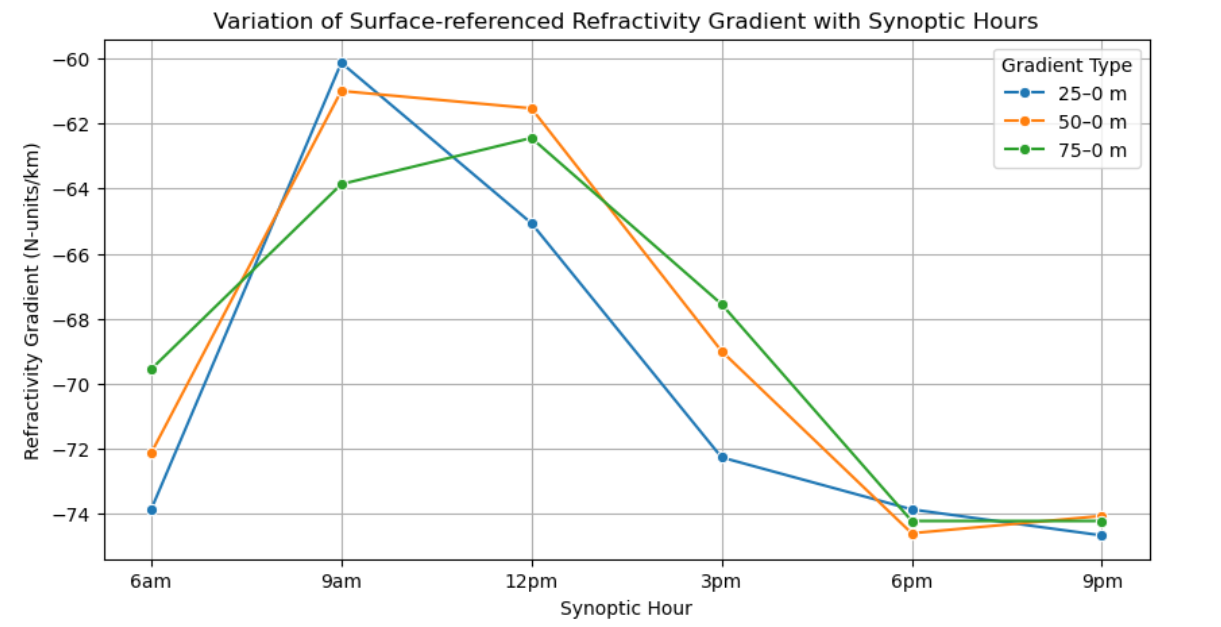 Variation of Surface-referenced Refractivity Gradient with Synoptic Hours
Refractivity Gradient (N-units/km)
−60
−62
−64
−66
−68
−70
−72
−74
Gradient Type
25–0 m
50–0 m
75–0 m
6am 9am 12pm 3pm 6pm 9pm
Synoptic Hour